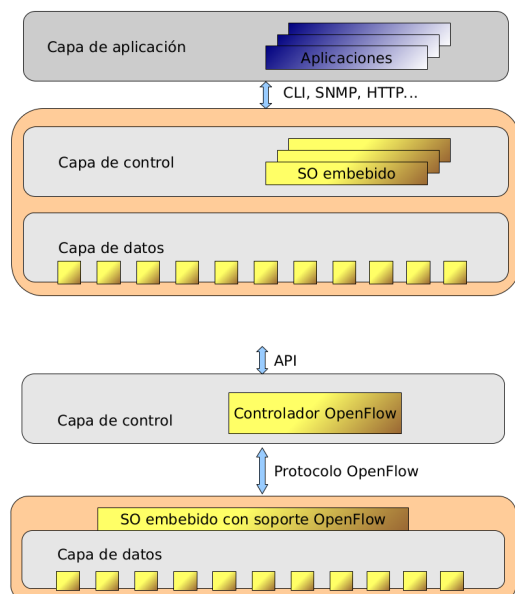 Capa de aplicación
Aplicaciones
CLI, SNMP, HTTP...
Capa de control
SO embebido
Capa de datos
API
Controlador OpenFlow
Capa de control
Protocolo OpenFlow
SO embebido con soporte OpenFlow
Capa de datos